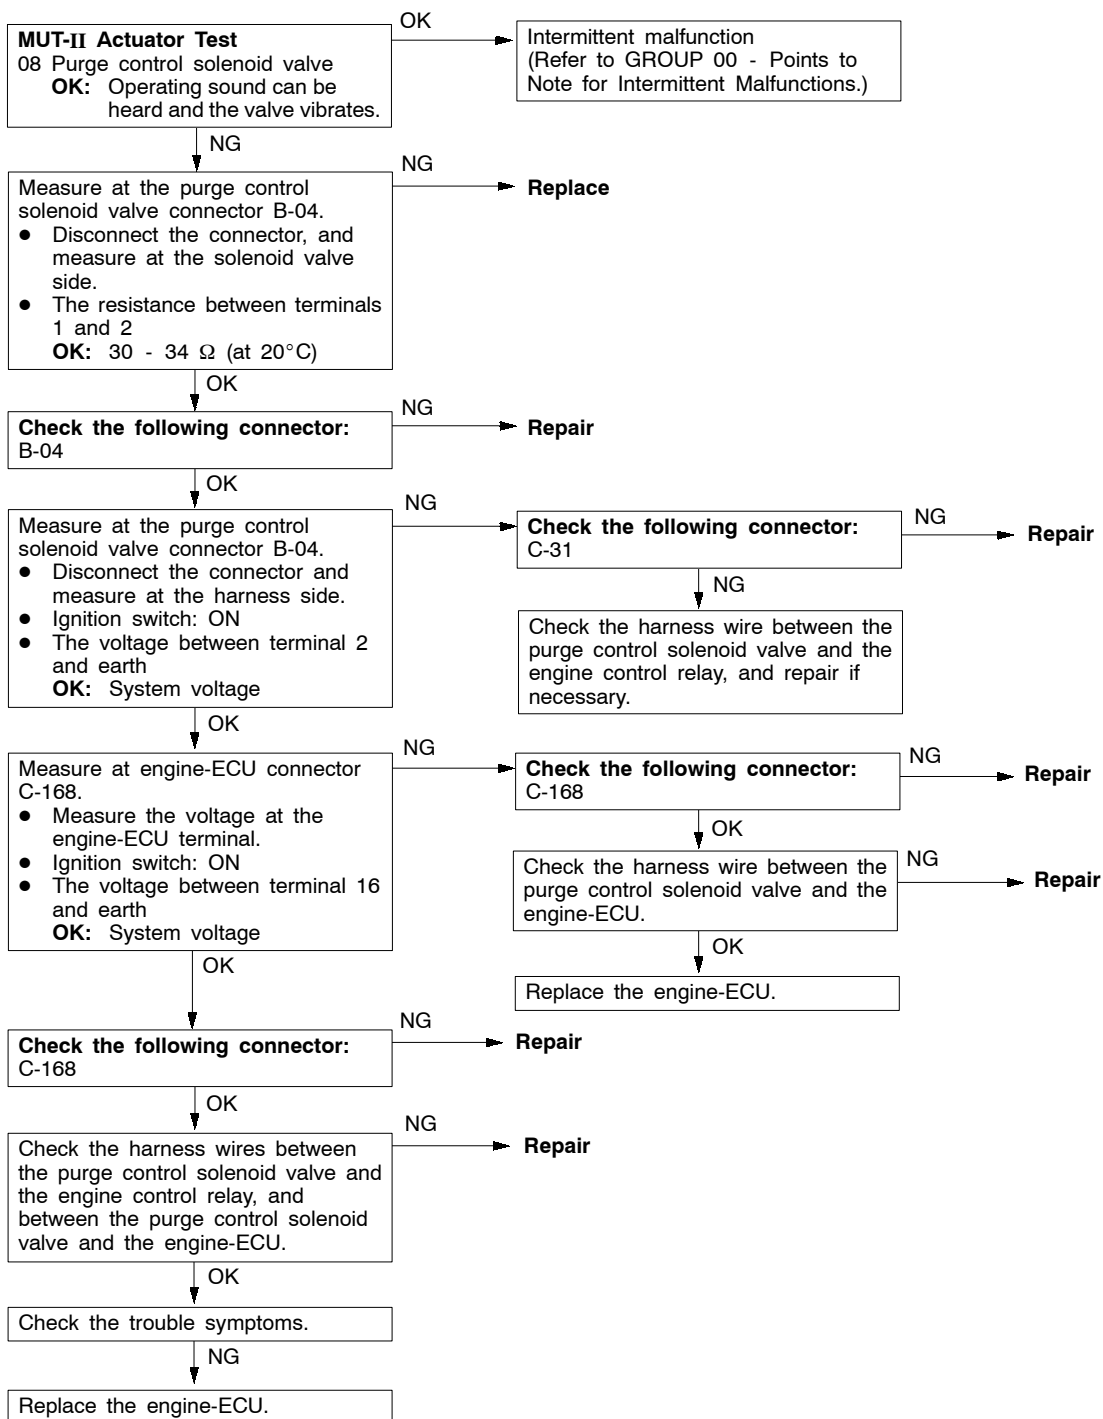 MUT-II Actuator Test
08 Purge control solenoid valve
OK: Operating sound can be
heard and the valve vibrates.
OK
Intermittent malfunction
(Refer to GROUP 00 - Points to
Note for Intermittent Malfunctions.)
NG
Measure at the purge control
solenoid valve connector B-04.
● Disconnect the connector, and
measure at the solenoid valve
side.
● The resistance between terminals
1 and 2
OK: 30 - 34 Ω (at 20°C)
NG
Replace
OK
Check the following connector:
B-04
NG
Repair
OK
Measure at the purge control
solenoid valve connector B-04.
● Disconnect the connector and
measure at the harness side.
● Ignition switch: ON
● The voltage between terminal 2
and earth
OK: System voltage
NG
Check the following connector:
C-31
NG
Repair
NG
Check the harness wire between the
purge control solenoid valve and the
engine control relay, and repair if
necessary.
OK
Measure at engine-ECU connector
C-168.
● Measure the voltage at the
engine-ECU terminal.
● Ignition switch: ON
● The voltage between terminal 16
and earth
OK: System voltage
NG
Check the following connector:
C-168
NG
Repair
OK
Check the harness wire between the
purge control solenoid valve and the
engine-ECU.
NG
Repair
OK
Replace the engine-ECU.
OK
Check the following connector:
C-168
NG
Repair
OK
Check the harness wires between
the purge control solenoid valve and
the engine control relay, and
between the purge control solenoid
valve and the engine-ECU.
NG
Repair
OK
Check the trouble symptoms.
NG
Replace the engine-ECU.